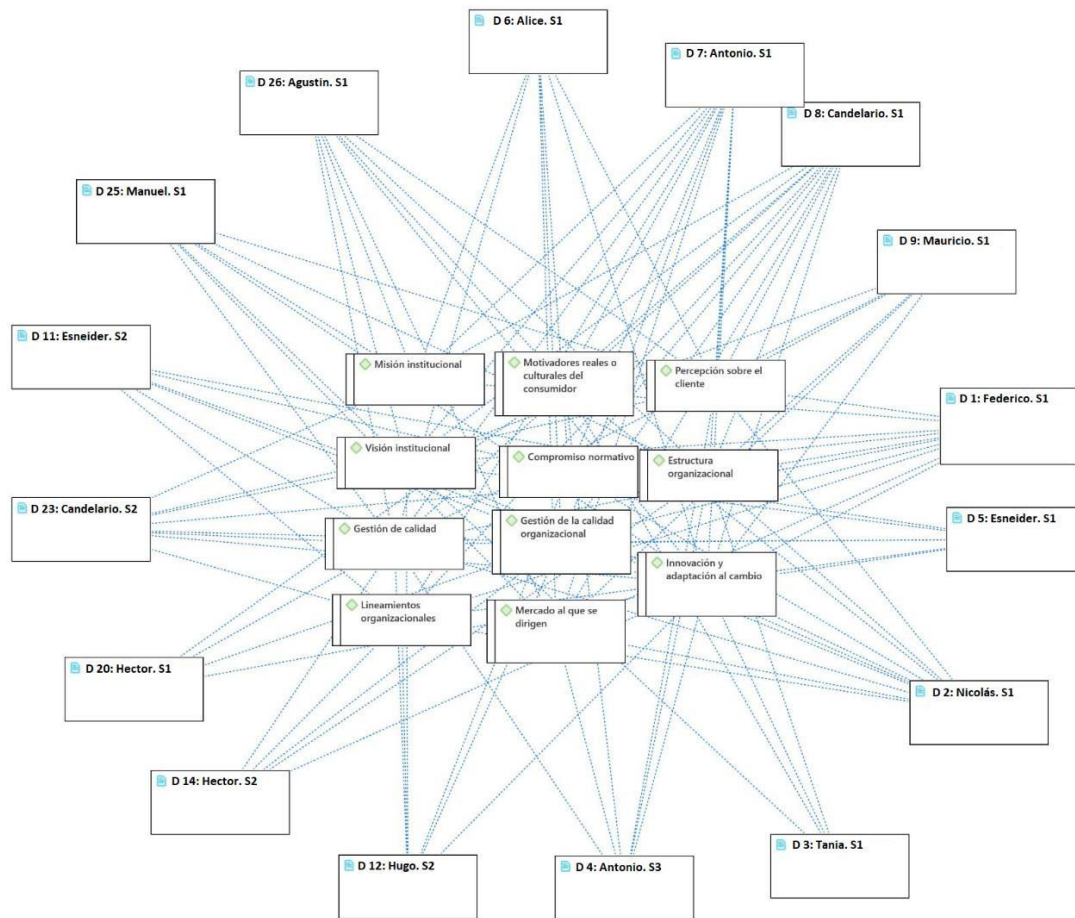 D 6: Alice. S1
D 7: Antonio. S1
D 26: Agustin. S1
D 8: Candelario. S1
D 25: Manuel. S1
D 9: Mauricio. S1
D 11: Esneider. S2
Misión institucional
Motivadores reales o
culturales del
consumidor
Percepción sobre el
cliente
D 1: Federico. S1
Visión institucional
Compromiso normativo
Estructura
organizacional
D 23: Candelario. S2
D 5: Esneider. S1
Gestión de calidad
Gestión de la calidad
organizacional
Innovación y
adaptación al cambio
Lineamientos
organizacionales
Mercado al que se
dirigen
D 20: Hector. S1
D 2: Nicolás. S1
D 14: Hector. S2
D 3: Tania. S1
D 12: Hugo. S2
D 4: Antonio. S3